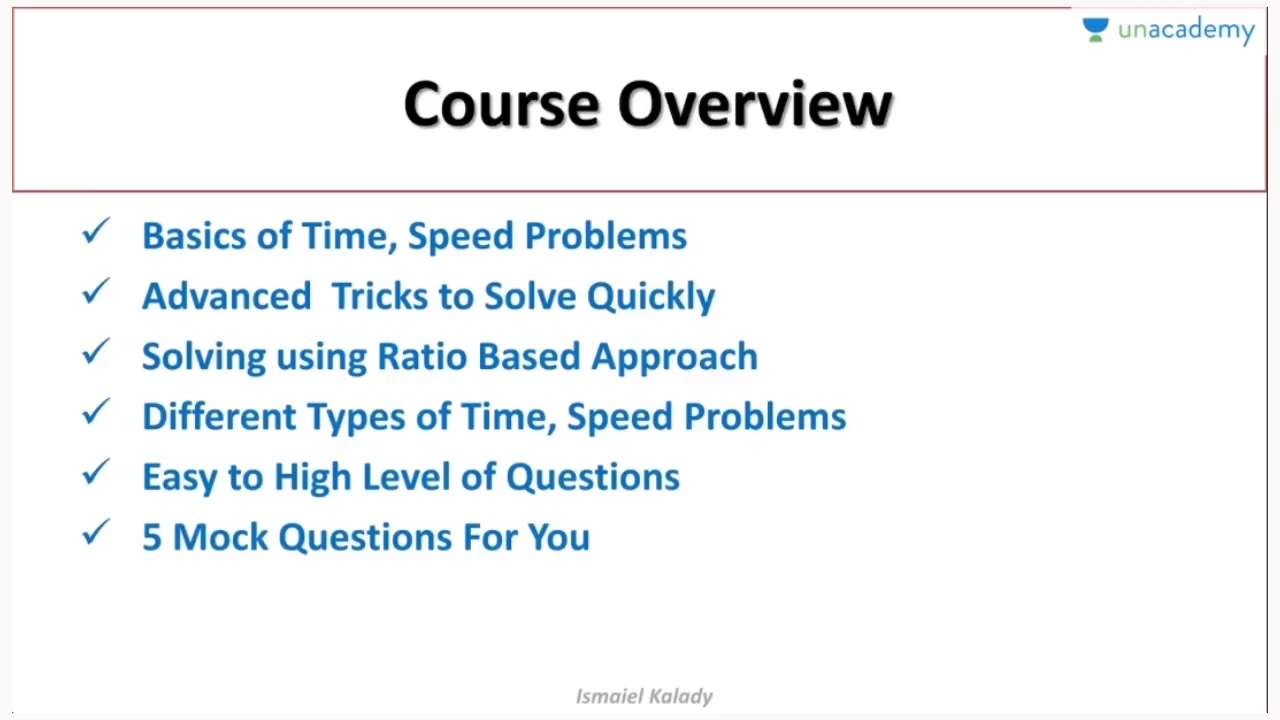 unacademy
Course Overview
✓ Basics of Time, Speed Problems
✓ Advanced  Tricks to Solve Quickly
✓ Solving using Ratio Based Approach
✓ Different Types of Time, Speed Problems
✓ Easy to High Level of Questions
✓ 5 Mock Questions For You
Ismaiel Kalady